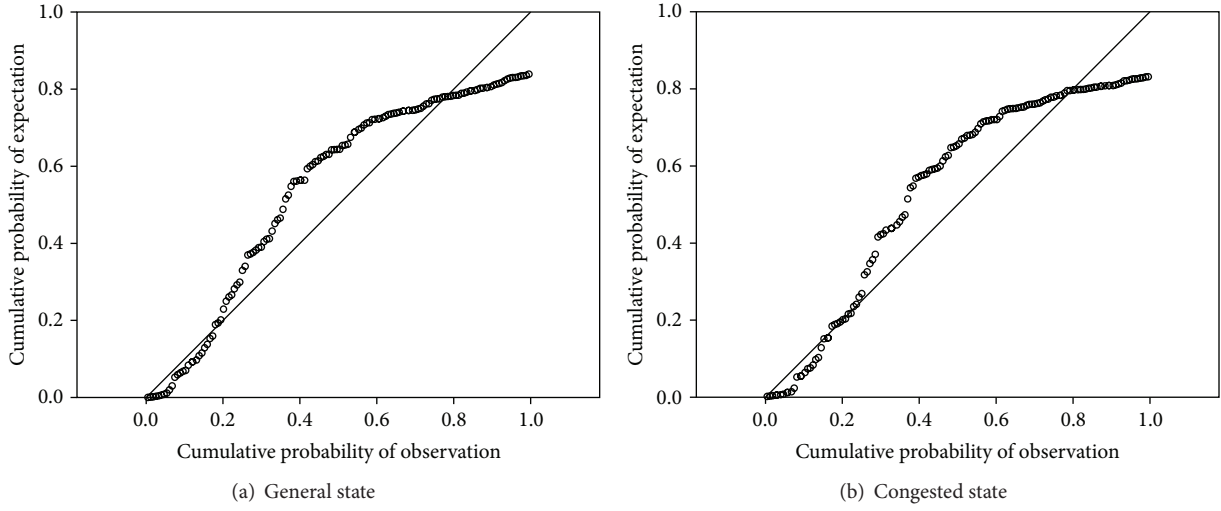 1.0
0.8
0.6
0.4
0.2
0.0
Cumulative probability of expectation
0.0 0.2 0.4 0.6 0.8 1.0
Cumulative probability of observation
(a) General state
1.0
0.8
0.6
0.4
0.2
0.0
Cumulative probability of expectation
0.0 0.2 0.4 0.6 0.8 1.0
Cumulative probability of observation
(b) Congested state